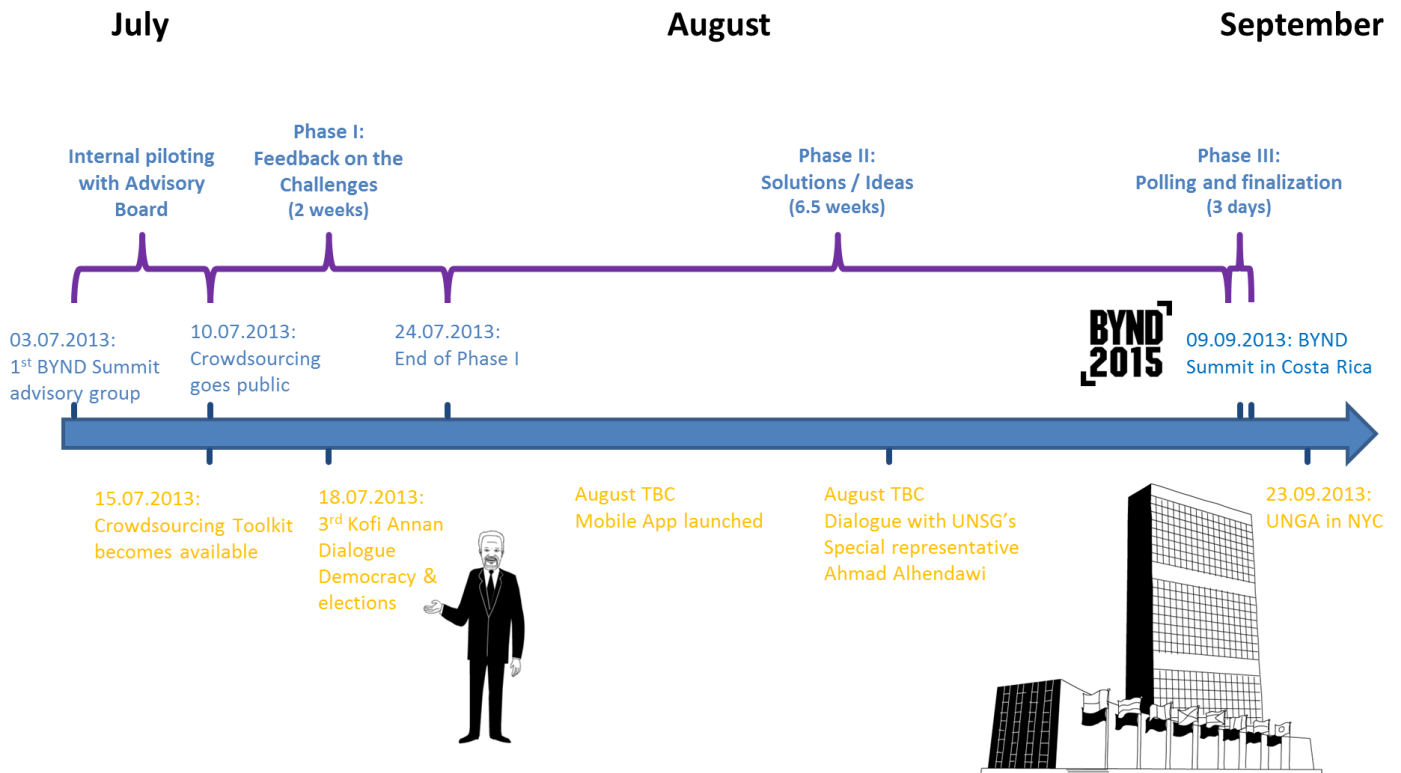 July
August
September
Internal piloting
with Advisory
Board
Phase I:
Feedback on the
Challenges
(2 weeks)
Phase II:
Solutions / Ideas
(6.5 weeks)
Phase III:
Polling and finalization
(3 days)
03.07.2013:
1st BYND Summit
advisory group
10.07.2013:
Crowdsourcing
goes public
24.07.2013:
End of Phase I
BYND
2015
09.09.2013: BYND
Summit in Costa Rica
15.07.2013:
Crowdsourcing Toolkit
becomes available
18.07.2013:
3rd Kofi Annan
Dialogue
Democracy &
elections
August TBC
Mobile App launched
August TBC
Dialogue with UNSG's
Special representative
Ahmad Alhendawi
23.09.2013:
UNGA in NYC